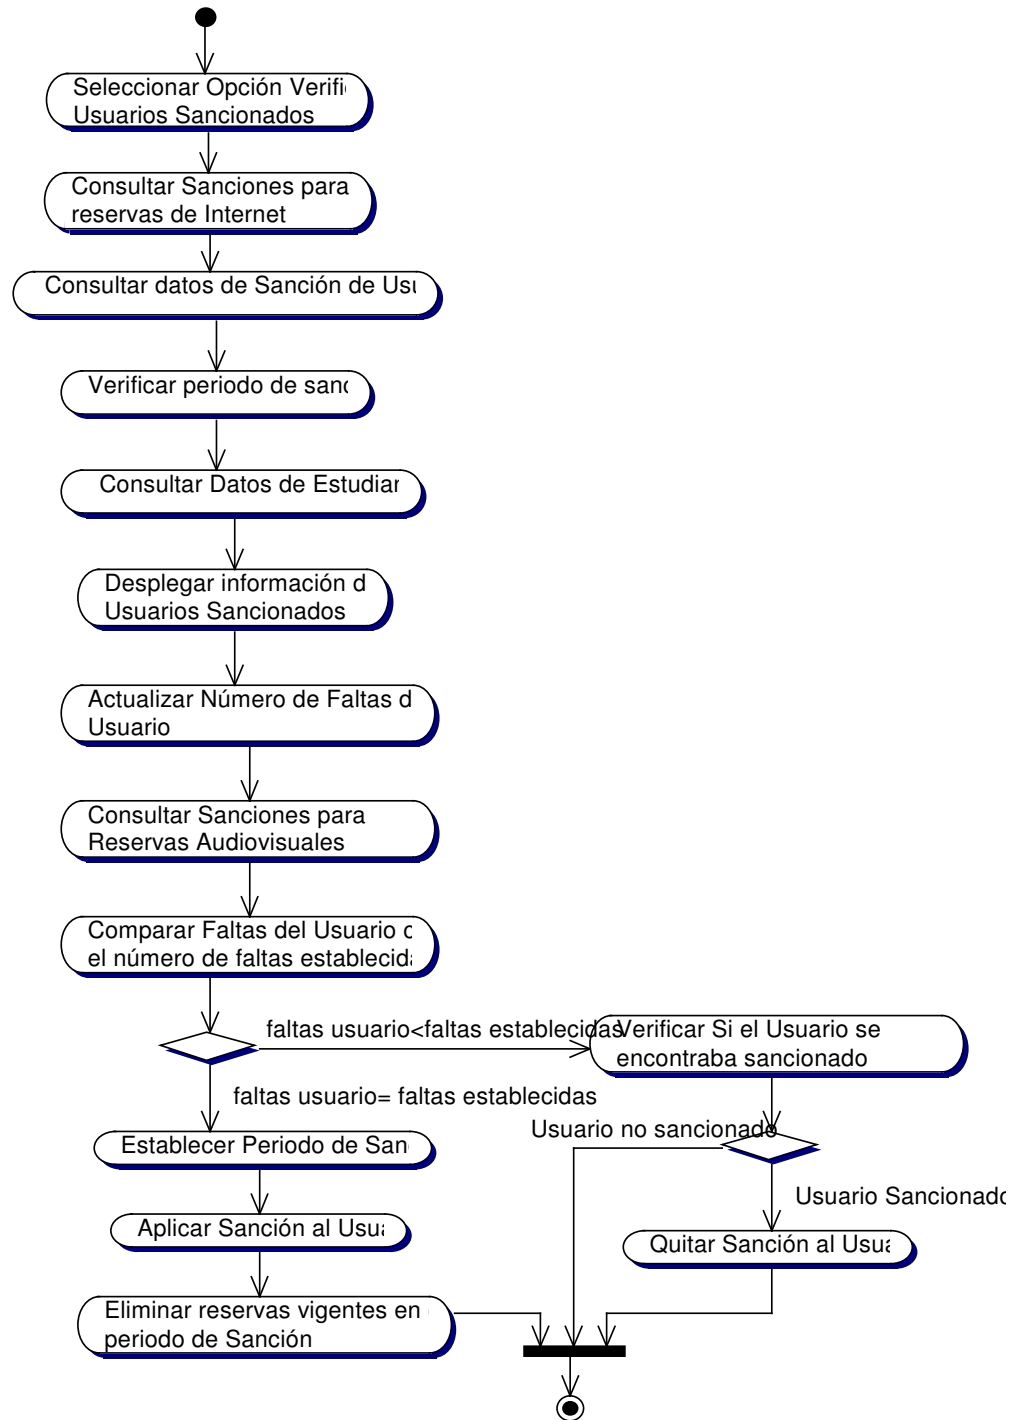 Seleccionar Opción Verifi
Usuarios Sancionados
Consultar Sanciones para
reservas de Internet
Consultar datos de Sanción de Usu
Verificar periodo de sanc
Consultar Datos de Estudian
Desplegar información d
Usuarios Sancionados
Actualizar Número de Faltas d
Usuario
Consultar Sanciones para
Reservas Audiovisuales
Comparar Faltas del Usuario c
el número de faltas establecida
faltas usuario<faltas establecidas
Verificar Si el Usuario se
encontraba sancionado
faltas usuario= faltas establecidas
Usuario no sancionado
Establecer Periodo de San
Usuario Sancionado
Aplicar Sanción al Usua
Quitar Sanción al Usua
Eliminar reservas vigentes en
periodo de Sanción